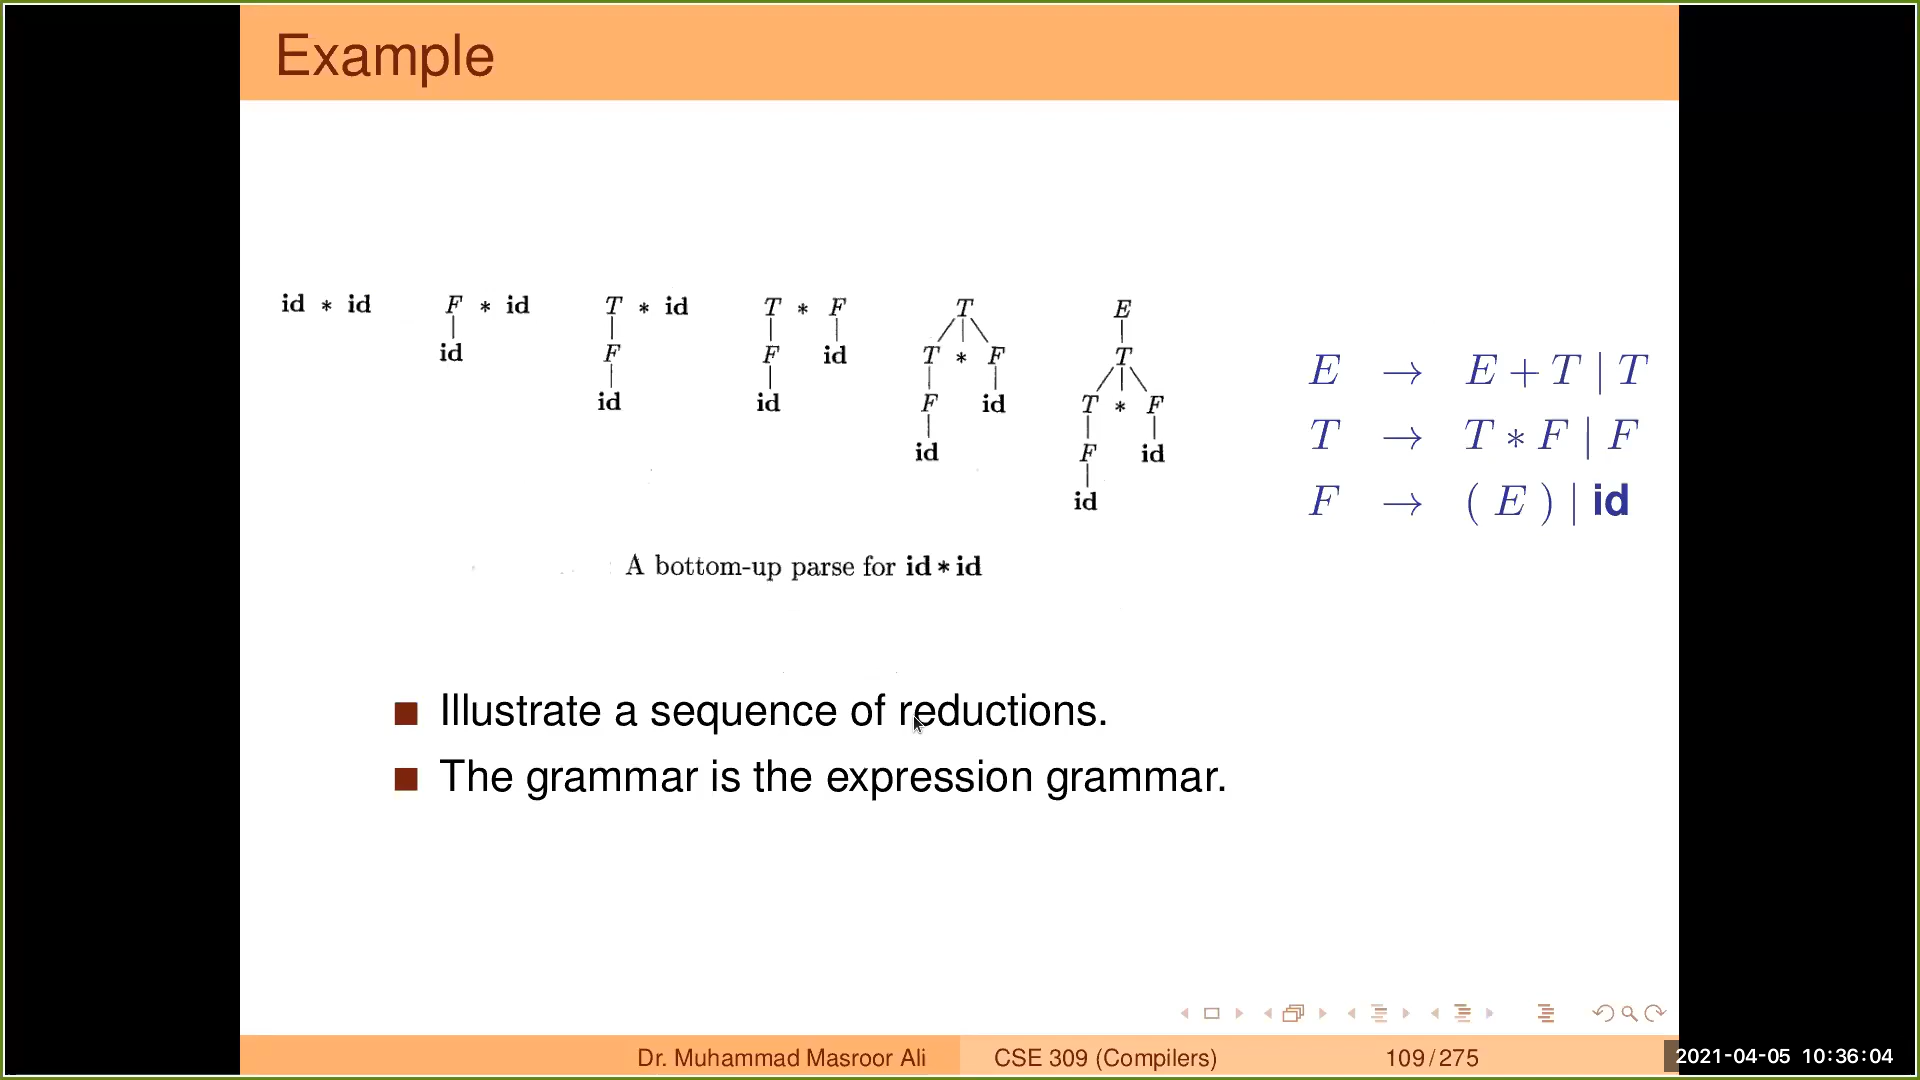 Example
id * id    F * id    T * id    T * F    T    E
id    F    F    id    T * F    T
id    id    F    id    T * F
id    F    id
id
E → E + T | T
T → T * F | F
F → ( E ) | id
A bottom-up parse for id * id
Illustrate a sequence of reductions.
The grammar is the expression grammar.
Dr. Muhammad Masroor Ali    CSE 309 (Compilers)    109/275
2021-04-05 10:36:04